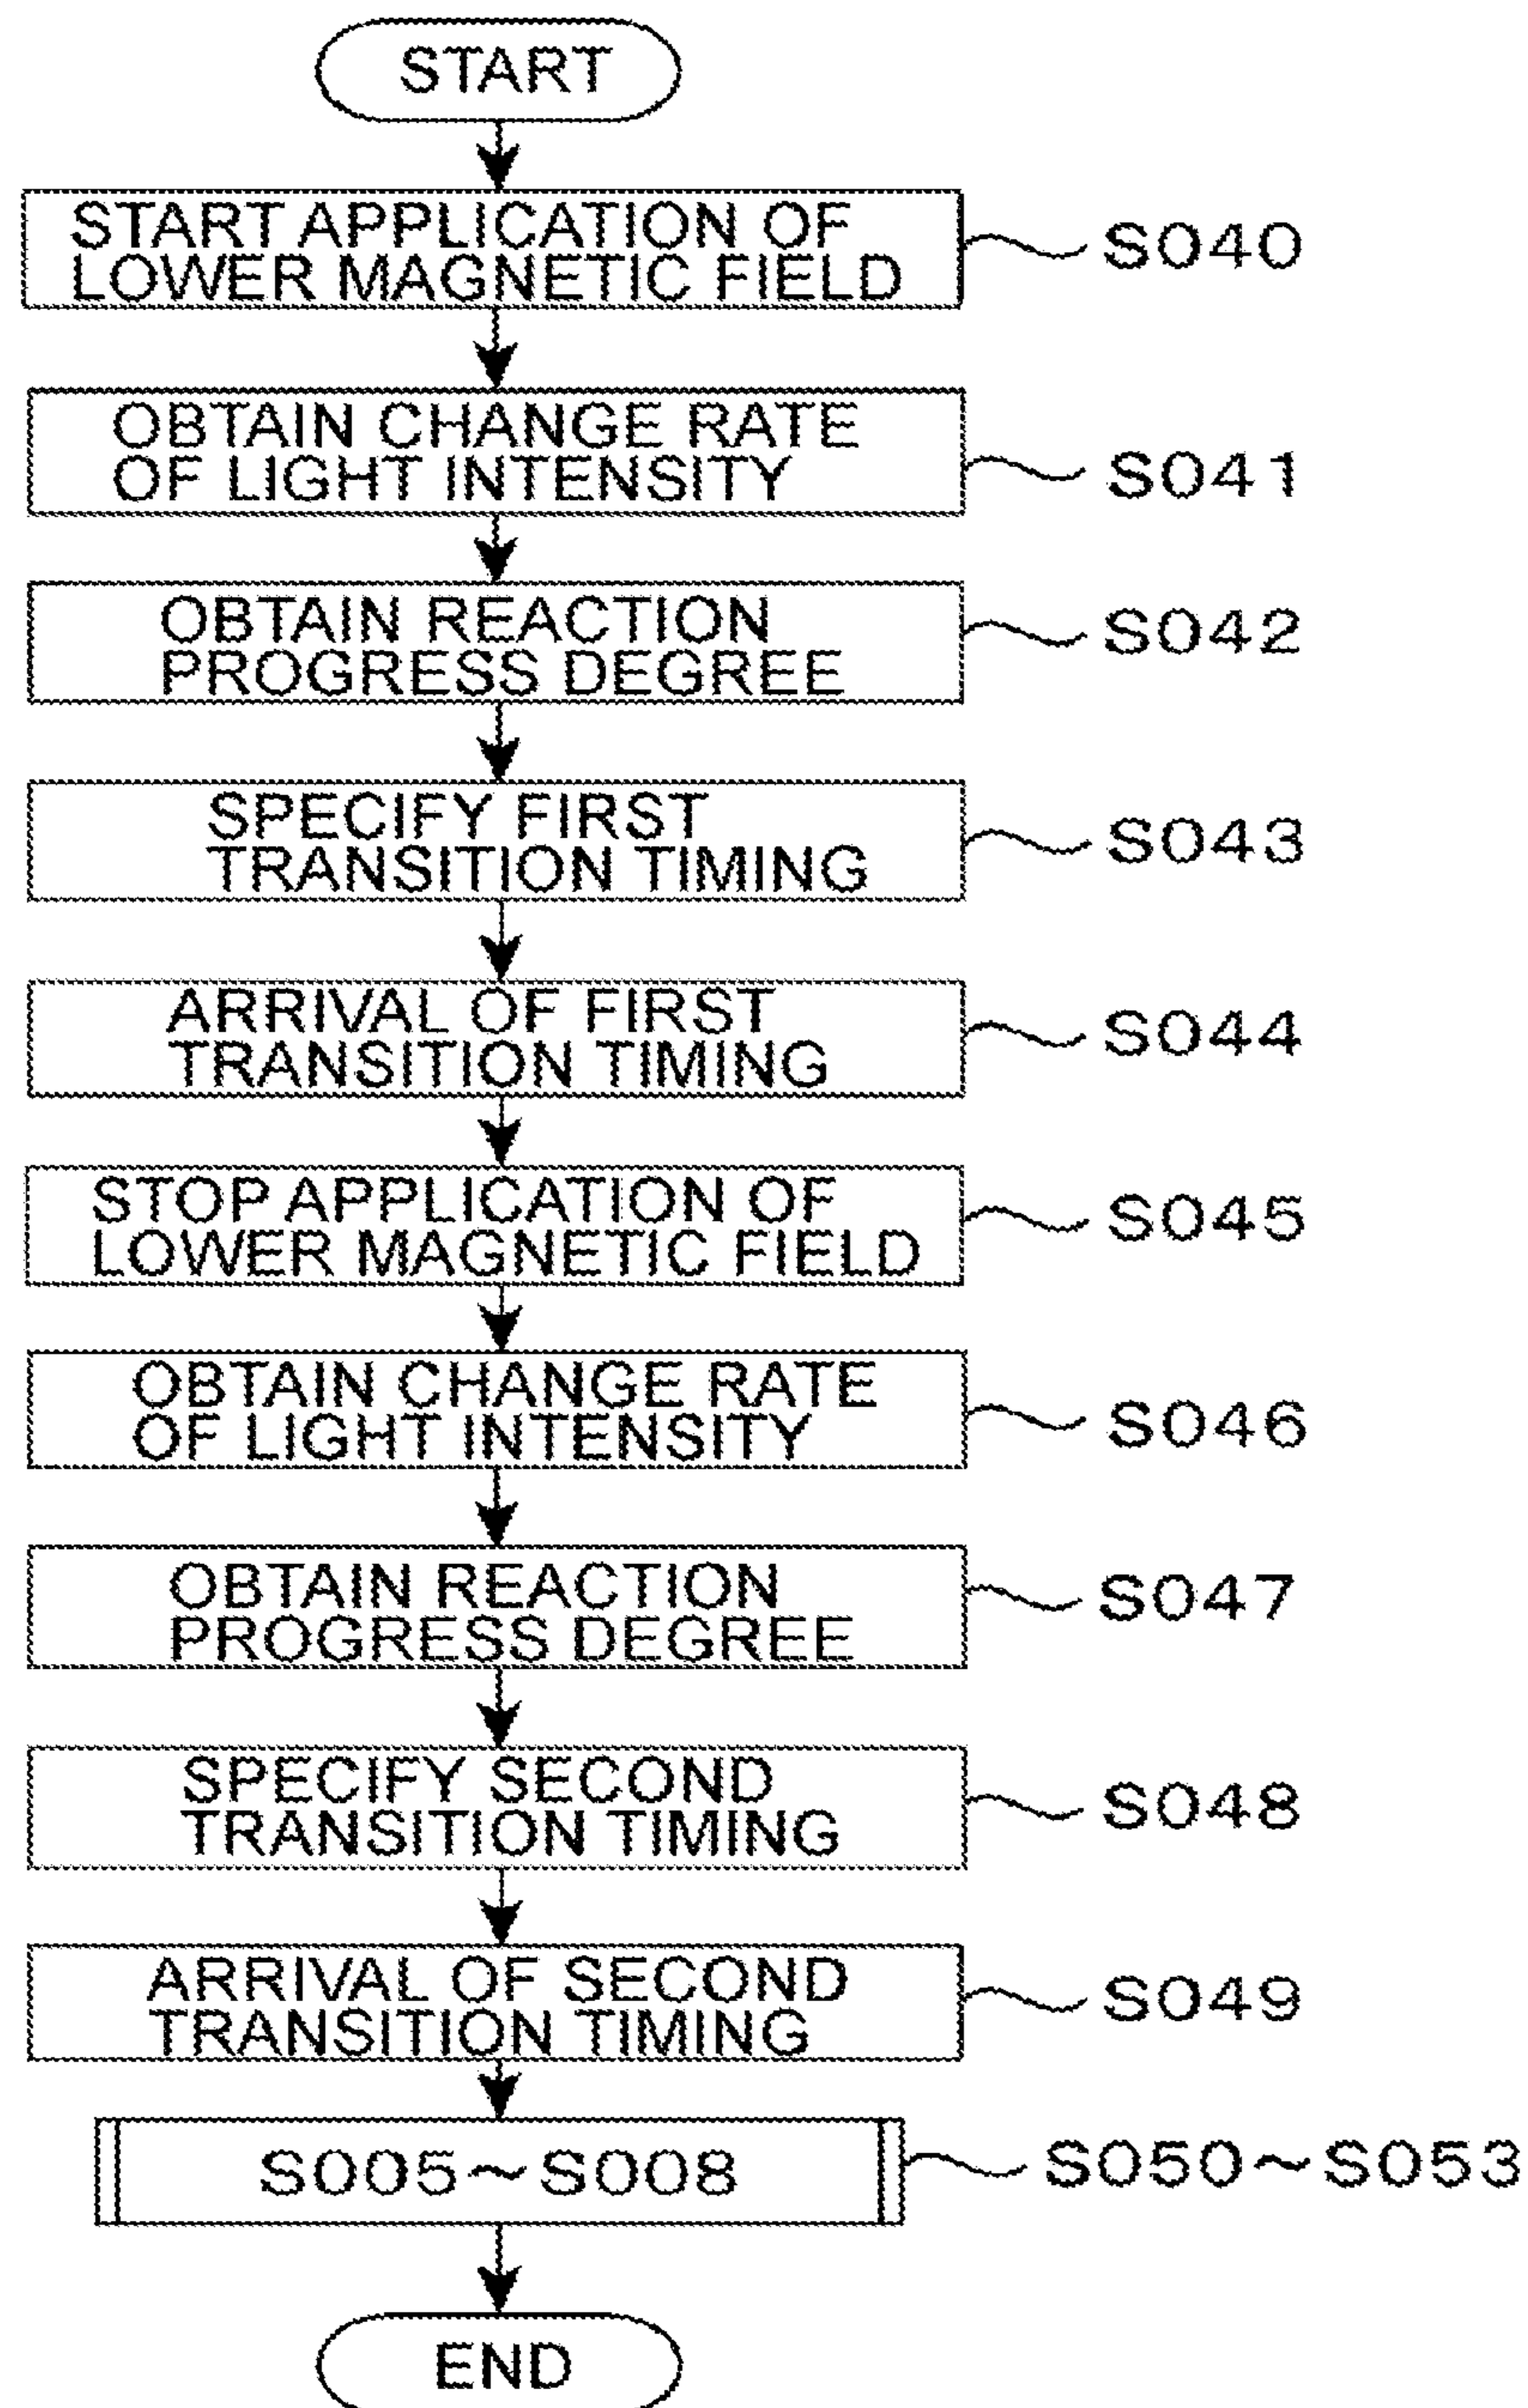 START
START APPLICATION OF
LOWER MAGNETIC FIELD
S040
OBTAIN CHANGE RATE
OF LIGHT INTENSITY
S041
OBTAIN REACTION
PROGRESS DEGREE
S042
SPECIFY FIRST
TRANSITION TIMING
S043
ARRIVAL OF FIRST
TRANSITION TIMING
S044
STOP APPLICATION OF
LOWER MAGNETIC FIELD
S045
OBTAIN CHANGE RATE
OF LIGHT INTENSITY
S046
OBTAIN REACTION
PROGRESS DEGREE
S047
SPECIFY SECOND
TRANSITION TIMING
S048
ARRIVAL OF SECOND
TRANSITION TIMING
S049
S005~S008
S050~S053
END